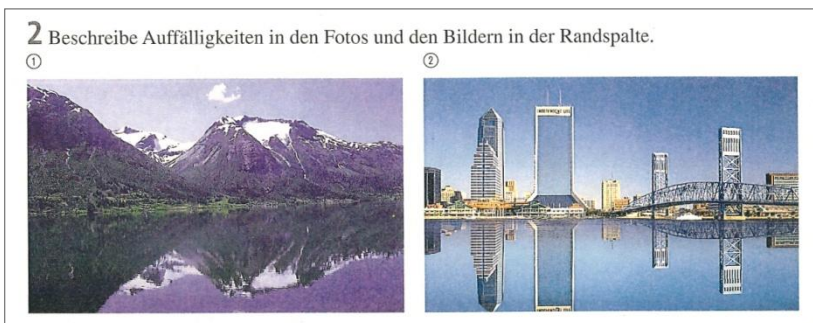 2 Beschreibe Auffälligkeiten in den Fotos und den Bildern in der Randspalte.
① ②